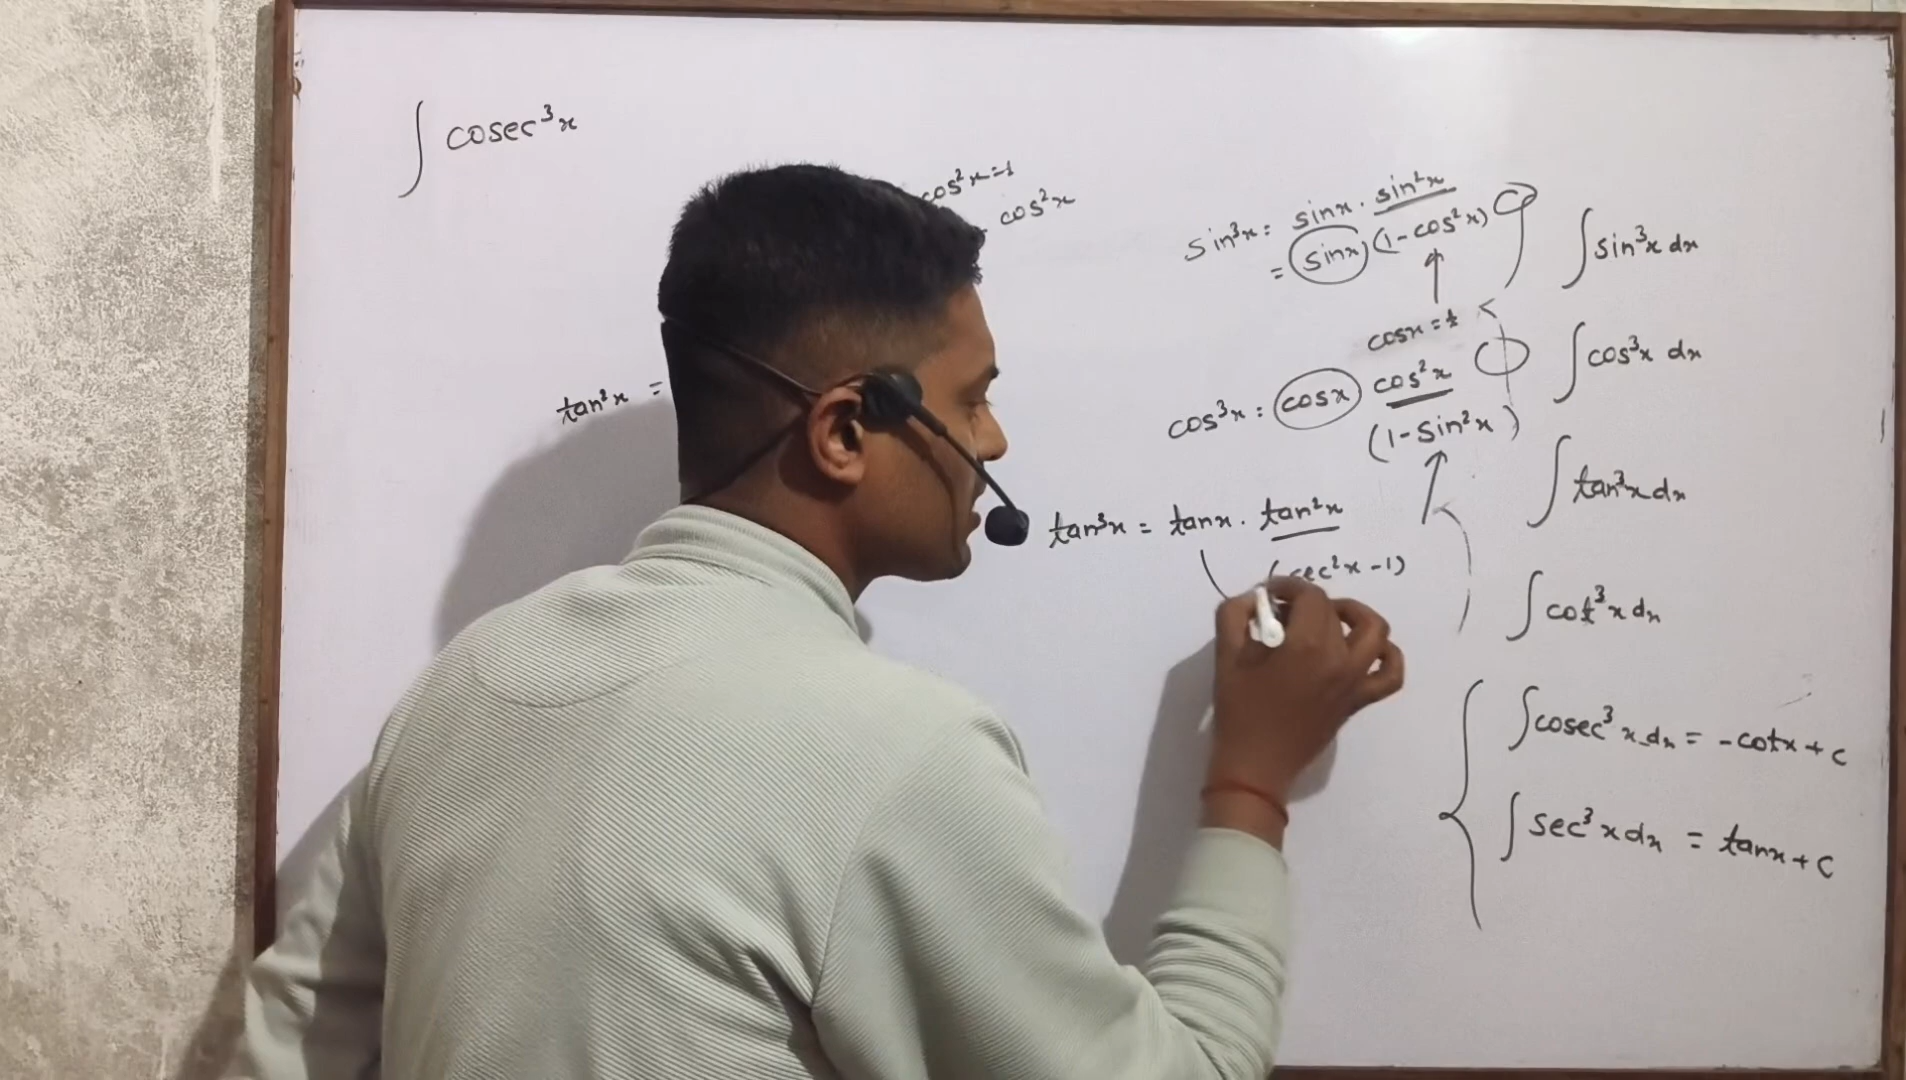 ∫ cosec³x
cos²x=1
- cos²x
tan²x =
sin³x = sinx . sin²x
= sinx (1-cos²x)
cosx = t
cos³x = cosx cos²x
(1-sin²x)
tan³x = tanx . tan²x
(sec²x -1)
∫sin³x dx
∫cos³x dx
∫tan³x dx
∫cot³x dx
∫cosec³x dx = -cotx + c
∫sec³x dx = tanx + c